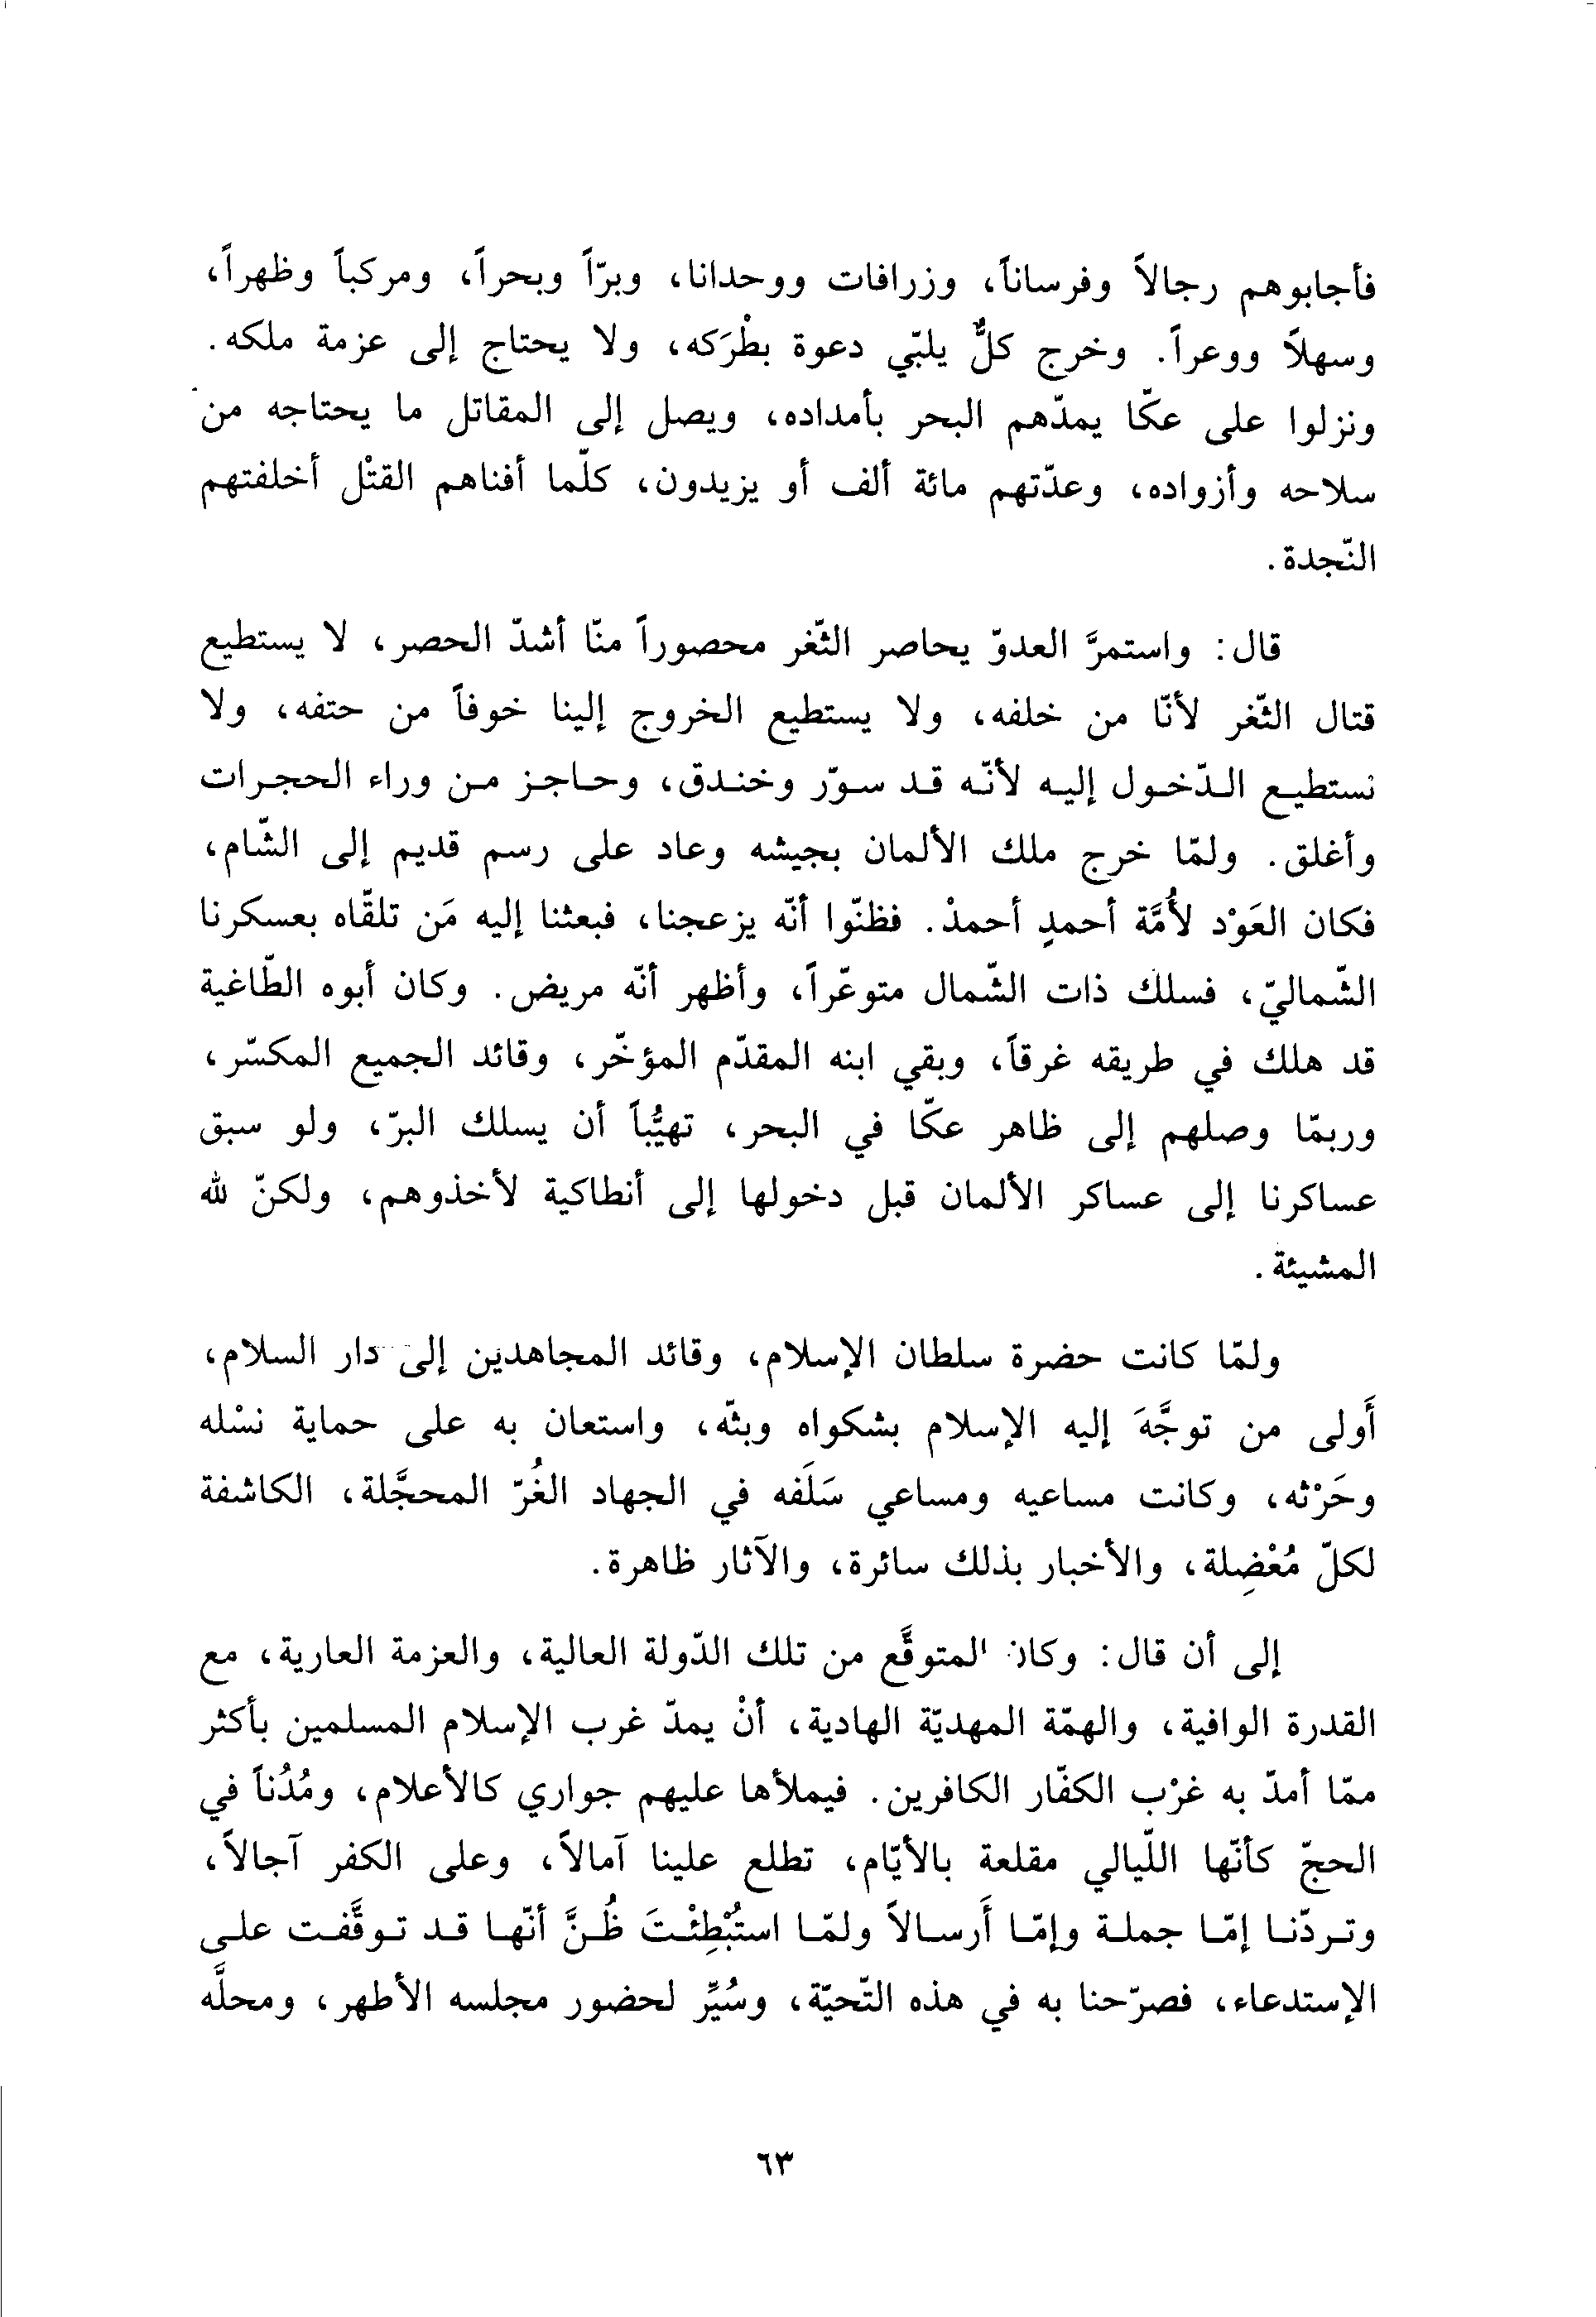 فأجابوهم رجالاً وفرساناً، وزرافات ووحدانا، وبرّاً وبحراً، ومركباً وظهراً،
وسهلاً ووعراً. وخرج كلٌّ يلبّي دعوة بطْرَكه، ولا يحتاج إلى عزمة ملكه.
ونزلوا على عكّا يمدّهم البحر بأمداده، ويصل إلى المقاتل ما يحتاجه من
سلاحه وأزواده، وعدّتهم مائة ألف أو يزيدون، كلّما أفناهم القتْل أخلفتهم
النّجدة.
قال: واستمرَّ العدوّ يحاصر الثّغر محصوراً منّا أشدّ الحصر، لا يستطيع
قتال الثّغر لأنّا من خلفه، ولا يستطيع الخروج إلينا خوفاً من حتفه، ولا
نستطيع الدّخول إليه لأنّه قد سوّر وخندق، وحاجز من وراء الحجرات
وأغلق. ولمّا خرج ملك الألمان بجيشه وعاد على رسم قديم إلى الشّام،
فكان العَوْد لأُمَّة أحمدٍ أحمدْ. فظنّوا أنّه يزعجنا، فبعثنا إليه مَن تلقّاه بعسكرنا
الشّماليّ، فسلك ذات الشّمال متوعّراً، وأظهر أنّه مريض. وكان أبوه الطّاغية
قد هلك في طريقه غرقاً، وبقي ابنه المقدّم المؤخّر، وقائد الجميع المكسّر،
وربمّا وصلهم إلى ظاهر عكّا في البحر، تهيُّباً أن يسلك البرّ، ولو سبق
عساكرنا إلى عساكر الألمان قبل دخولها إلى أنطاكية لأخذوهم، ولكنّ لله
المشيئة.
ولمّا كانت حضرة سلطان الإسلام، وقائد المجاهدين إلى دار السلام،
أَولى من توجَّهَ إليه الإسلام بشكواه وبثّه، واستعان به على حماية نسْله
وحَرْثه، وكانت مساعيه ومساعي سَلَفه في الجهاد الغُرّ المحجَّلة، الكاشفة
لكلّ مُعْضِلة، والأخبار بذلك سائرة، والآثار ظاهرة.
إلى أن قال: وكان المتوقَّع من تلك الدّولة العالية، والعزمة العارية، مع
القدرة الوافية، والهمّة المهديّة الهادية، أنْ يمدّ غرب الإسلام المسلمين بأكثر
ممّا أمدّ به غرْب الكفّار الكافرين. فيملأها عليهم جواري كالأعلام، ومُدُناً في
الحجّ كأنّها اللّيالي مقلعة بالأيّام، تطلع علينا آمالاً، وعلى الكفر آجالاً،
وتردّنا إمّا جملة وإمّا أَرسالاً ولمّا استُبْطِئْتَ ظُنَّ أنّها قد توقَّفت على
الإستدعاء، فصرّحنا به في هذه التّحيّة، وسُيِّر لحضور مجلسه الأطهر، ومحلَّه
٦٣